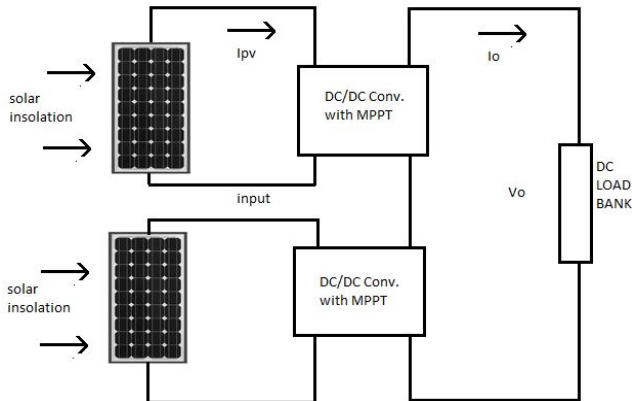 Ipv
Io
solar
insolation
DC/DC Conv.
with MPPT
DC
LOAD
BANK
Vo
input
solar
insolation
DC/DC Conv.
with MPPT